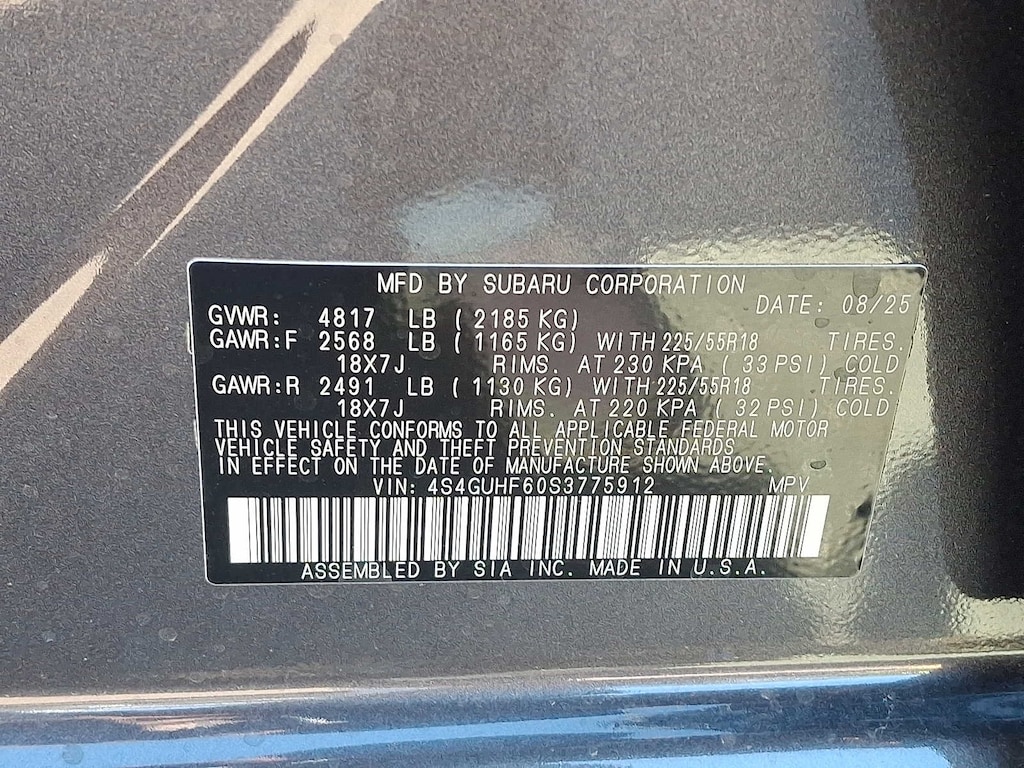 MFD BY SUBARU CORPORATION
DATE: 08/25
GVWR: 4817 LB ( 2185 KG)
GAWR:F 2568 LB ( 1165 KG) WITH 225/55R18 TIRES.
18X7J RIMS. AT 230 KPA ( 33 PSI) COLD
GAWR:R 2491 LB ( 1130 KG) WITH 225/55R18 TIRES.
18X7J RIMS. AT 220 KPA ( 32 PSI) COLD
THIS VEHICLE CONFORMS TO ALL APPLICABLE FEDERAL MOTOR
VEHICLE SAFETY AND THEFT PREVENTION STANDARDS
IN EFFECT ON THE DATE OF MANUFACTURE SHOWN ABOVE.
VIN: 4S4GUHF60S3775912 MPV
ASSEMBLED BY SIA INC. MADE IN U.S.A.